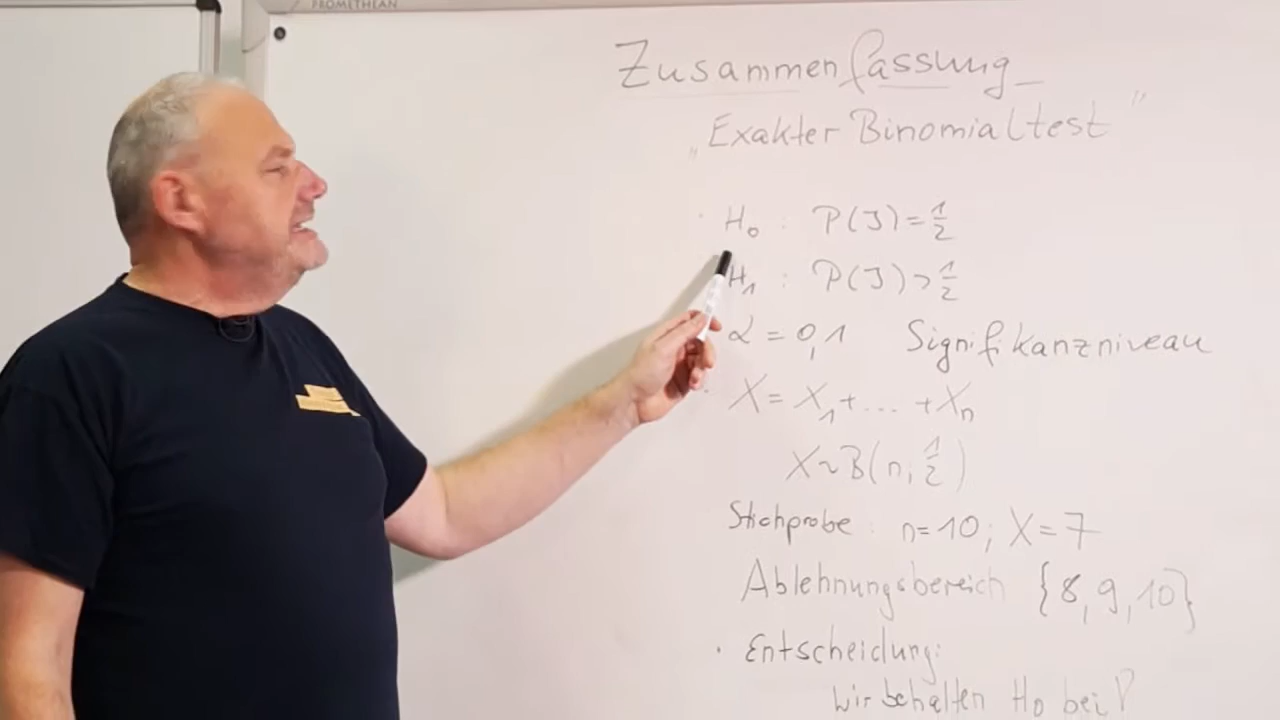 PROMETHEAN
Zusammenfassung
„Exakter Binomialtest"
· H₀ : P(J) = 1/2
H₁ : P(J) > 1/2
α = 0,1 Signifikanzniveau
· X = X₁ + ... + Xₙ
X ~ B(n, 1/2)
Stichprobe : n=10; X=7
Ablehnungsbereich {8, 9, 10}
· Entscheidung:
wir behalten H₀ bei!